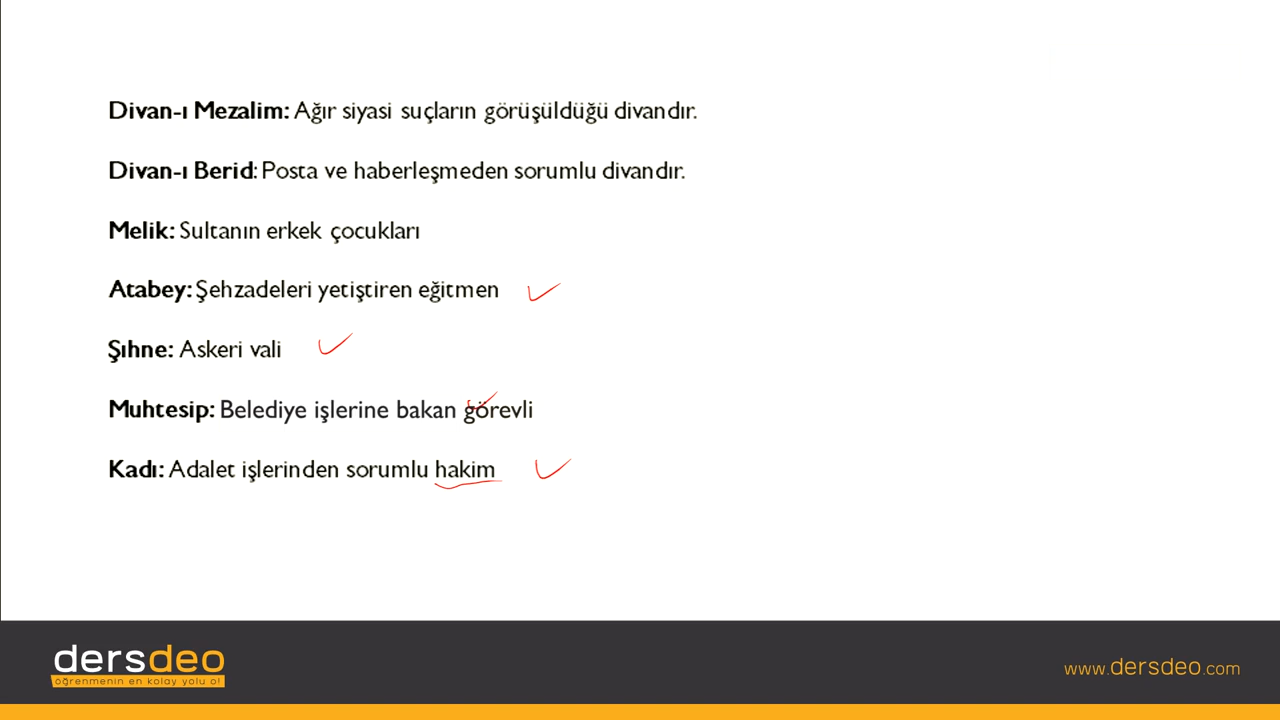 Divan-ı Mezalim: Ağır siyasi suçların görüşüldüğü divandır.
Divan-ı Berid: Posta ve haberleşmeden sorumlu divandır.
Melik: Sultanın erkek çocukları
Atabey: Şehzadeleri yetiştiren eğitmen
Şıhne: Askeri vali
Muhtesip: Belediye işlerine bakan görevli
Kadı: Adalet işlerinden sorumlu hakim
dersdeo
öğrenmenin en kolay yolu o!
www.dersdeo.com